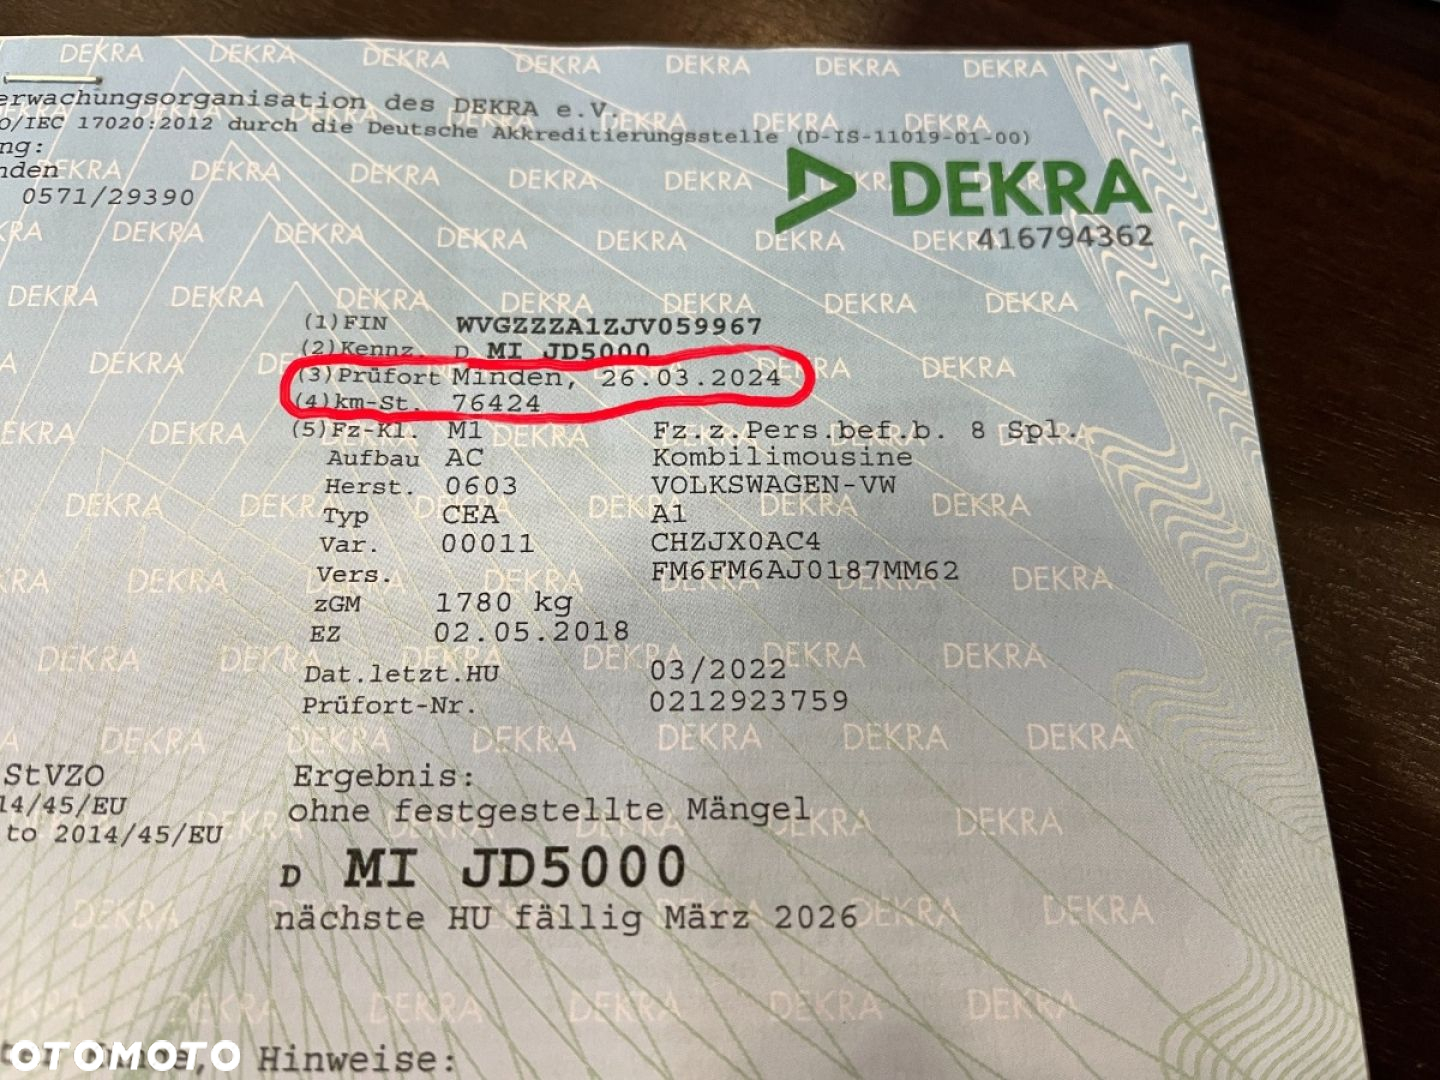 erwachungsorganisation des DEKRA e.V.
O/IEC 17020:2012 durch die Deutsche Akkreditierungsstelle (D-IS-11019-01-00)
ng:
nden
0571/29390
DEKRA
416794362
(1)FIN WVGZZZA1ZJV059967
(2)Kennz. D MI JD5000
(3)Prüfort Minden, 26.03.2024
(4)km-St. 76424
(5)Fz-Kl. M1 Fz.z.Pers.bef.b. 8 Spl.
Aufbau AC Kombilimousine
Herst. 0603 VOLKSWAGEN-VW
Typ CEA A1
Var. 00011 CHZJX0AC4
Vers. FM6FM6AJ0187MM62
zGM 1780 kg
EZ 02.05.2018
Dat.letzt.HU 03/2022
Prüfort-Nr. 0212923759
StVZO
14/45/EU
to 2014/45/EU
Ergebnis:
ohne festgestellte Mängel
D MI JD5000
nächste HU fällig März 2026
Hinweise:
OTOMOTO